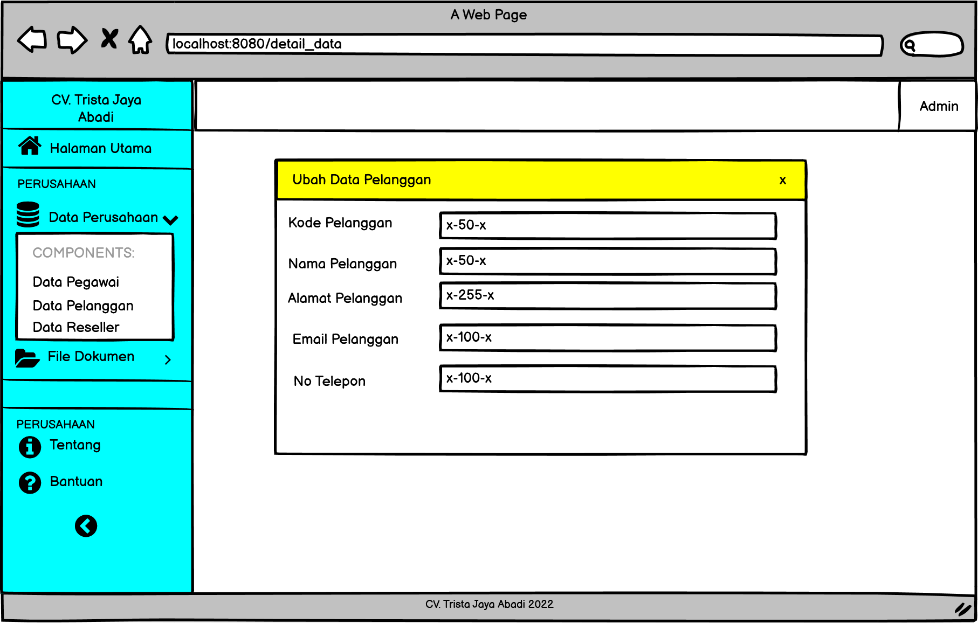 A Web Page
localhost:8080/detail_data
CV. Trista Jaya
Abadi
Admin
Halaman Utama
PERUSAHAAN
Data Perusahaan
COMPONENTS:
Data Pegawai
Data Pelanggan
Data Reseller
File Dokumen
PERUSAHAAN
Tentang
Bantuan
Ubah Data Pelanggan x
Kode Pelanggan x-50-x
Nama Pelanggan x-50-x
Alamat Pelanggan x-255-x
Email Pelanggan x-100-x
No Telepon x-100-x
CV. Trista Jaya Abadi 2022